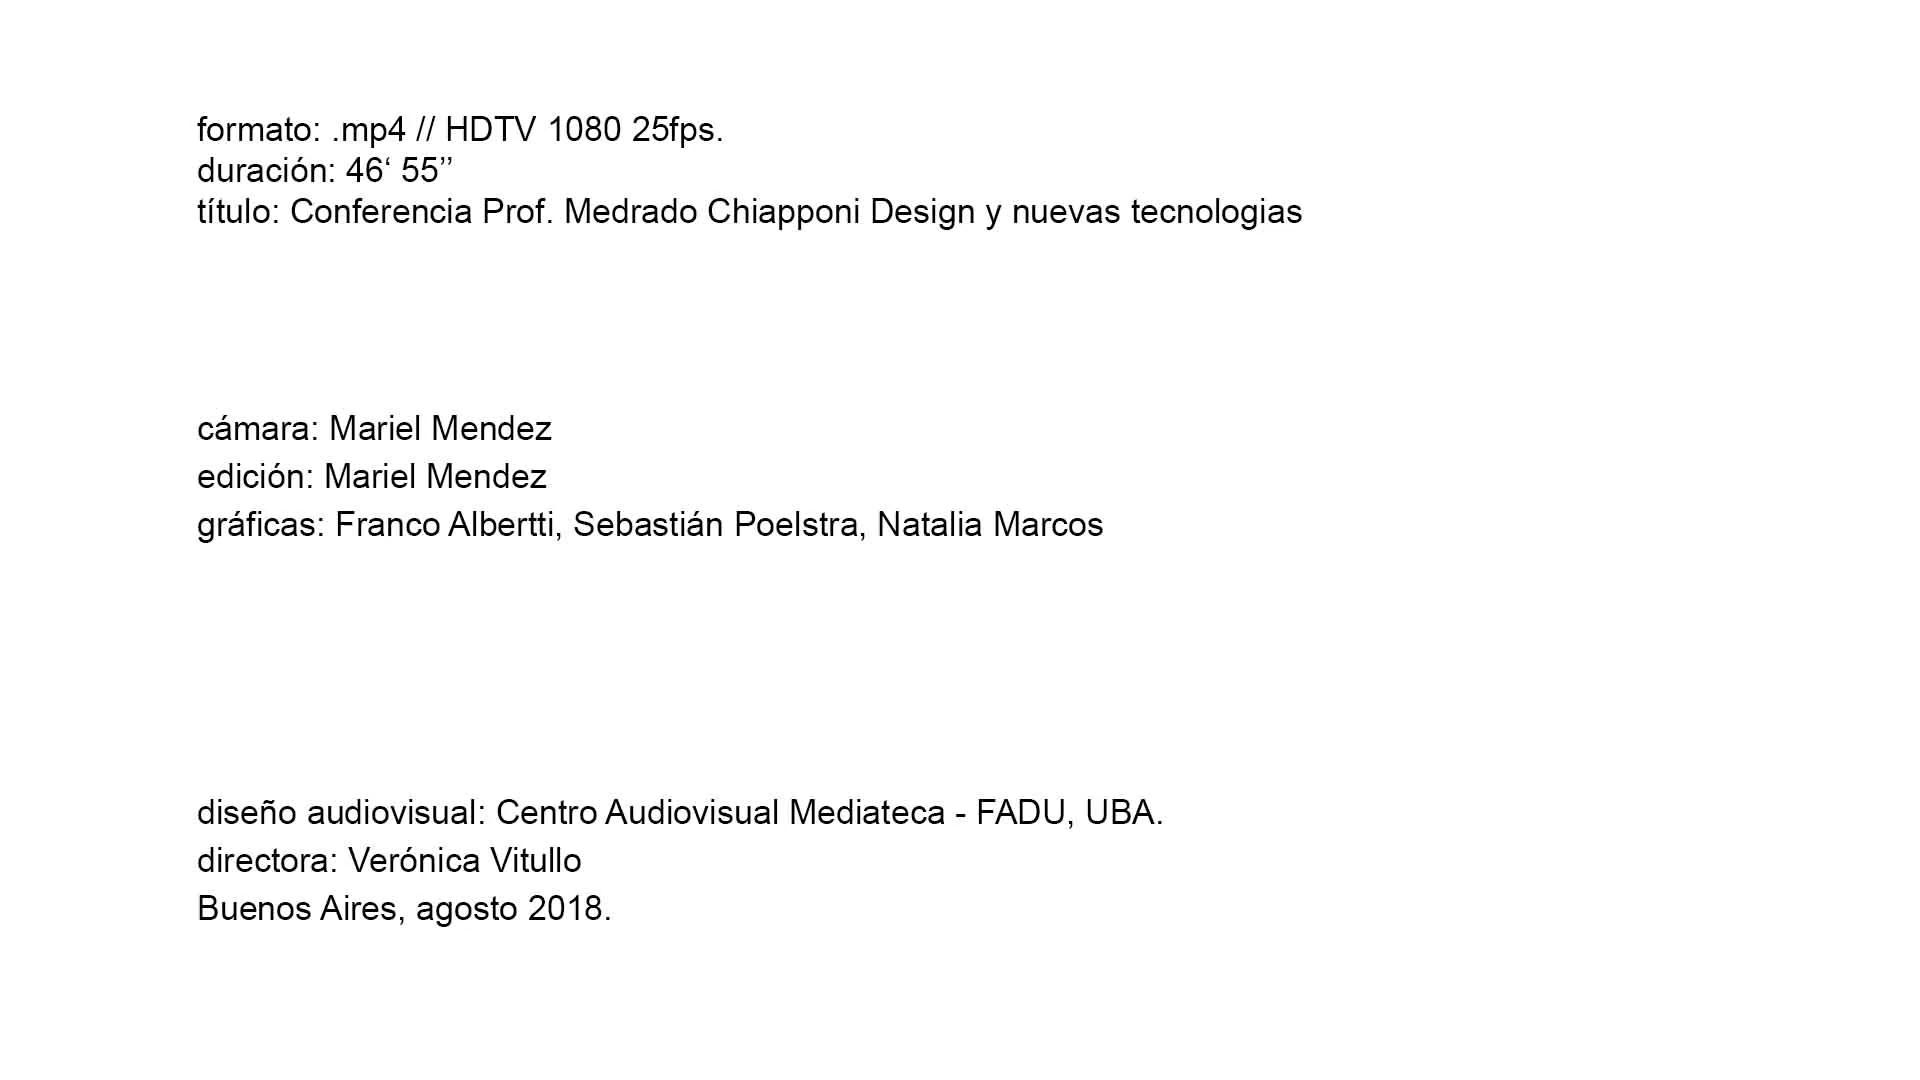 formato: .mp4 // HDTV 1080 25fps.
duración: 46‘ 55’’
título: Conferencia Prof. Medrado Chiapponi Design y nuevas tecnologias
cámara: Mariel Mendez
edición: Mariel Mendez
gráficas: Franco Albertti, Sebastián Poelstra, Natalia Marcos
diseño audiovisual: Centro Audiovisual Mediateca - FADU, UBA.
directora: Verónica Vitullo
Buenos Aires, agosto 2018.